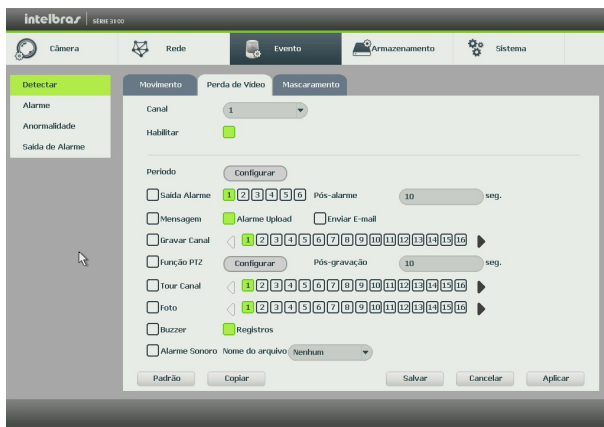 intelbras SÉRIE 3100
Câmera Rede Evento Armazenamento Sistema
Detectar
Alarme
Anormalidade
Saída de Alarme
Movimento Perda de Vídeo Mascaramento
Canal 1
Habilitar
Período Configurar
Saída Alarme 1 2 3 4 5 6 Pós-alarme 10 seg.
Mensagem Alarme Upload Enviar E-mail
Gravar Canal 1 2 3 4 5 6 7 8 9 10 11 12 13 14 15 16
Função PTZ Configurar Pós-gravação 10 seg.
Tour Canal 1 2 3 4 5 6 7 8 9 10 11 12 13 14 15 16
Foto 1 2 3 4 5 6 7 8 9 10 11 12 13 14 15 16
Buzzer Registros
Alarme Sonoro Nome do arquivo Nenhum
Padrão Copiar Salvar Cancelar Aplicar